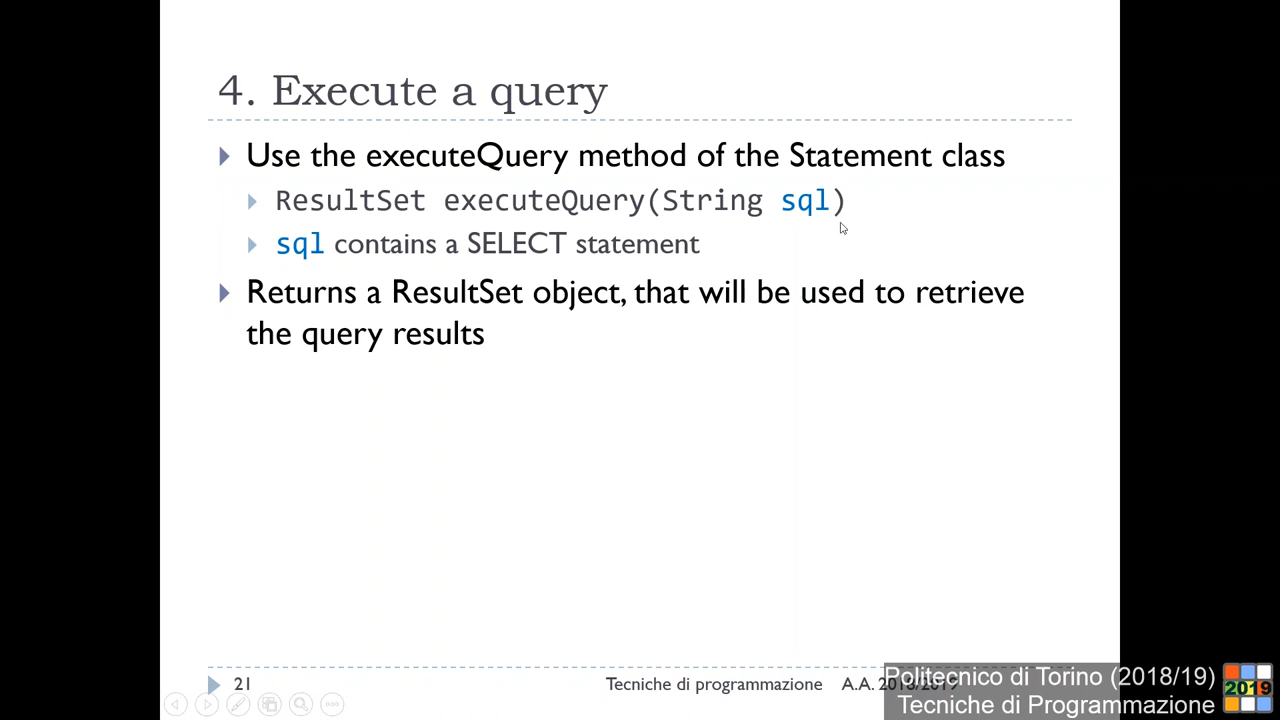 4. Execute a query
Use the executeQuery method of the Statement class
ResultSet executeQuery(String sql)
sql contains a SELECT statement
Returns a ResultSet object, that will be used to retrieve
the query results
21
Tecniche di programmazione A.A. 2018/2019
Politecnico di Torino (2018/19)
Tecniche di Programmazione
2019